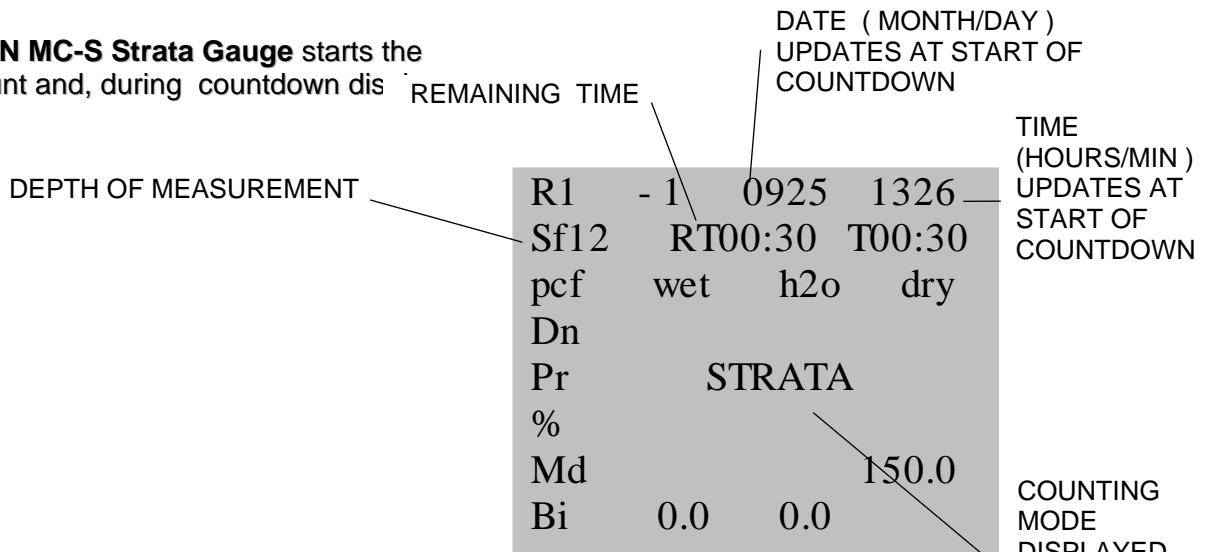 N MC-S Strata Gauge starts the
nt and, during countdown dis
REMAINING TIME
DATE ( MONTH/DAY )
UPDATES AT START OF
COUNTDOWN
TIME
(HOURS/MIN )
UPDATES AT
START OF
COUNTDOWN
DEPTH OF MEASUREMENT
R1 - 1 0925 1326
Sf12 RT00:30 T00:30
pcf wet h2o dry
Dn
Pr STRATA
%
Md 150.0
Bi 0.0 0.0
COUNTING
MODE
DISPLAYED